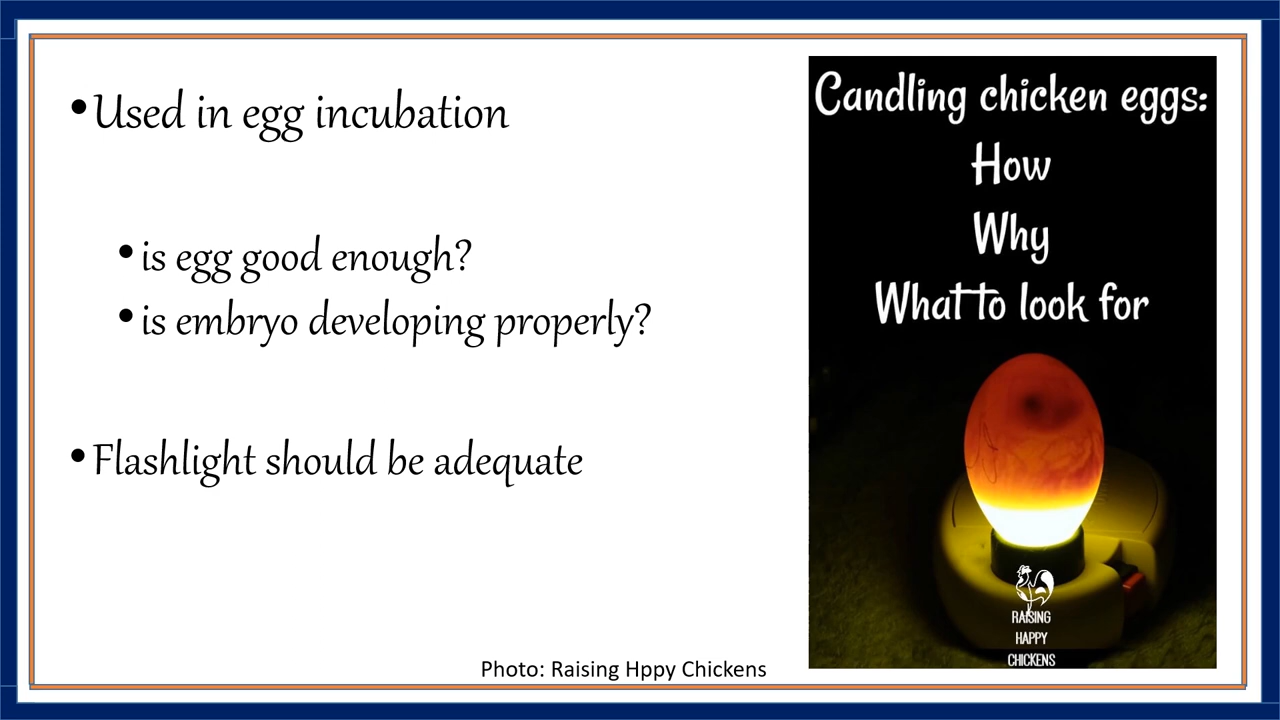 •Used in egg incubation
•is egg good enough?
•is embryo developing properly?
•Flashlight should be adequate
Photo: Raising Hppy Chickens
Candling chicken eggs:
How
Why
What to look for
RAISING
HAPPY
CHICKENS